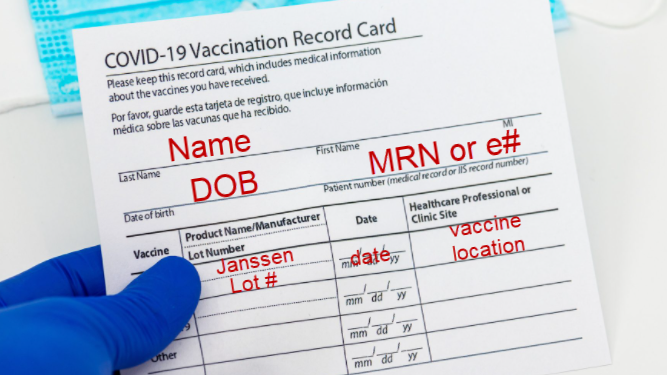 COVID-19 Vaccination Record Card
Please keep this record card, which includes medical information
about the vaccines you have received.
Por favor, guarde esta tarjeta de registro, que incluye información
médica sobre las vacunas que ha recibido.
Name
MRN or e#
Last Name
First Name
MI
DOB
Date of birth
Patient number (medical record or IIS record number)
Vaccine
Product Name/Manufacturer
Lot Number
Date
Healthcare Professional or
Clinic Site
Janssen
Lot #
date
mm dd yy
vaccine
location
mm dd yy
mm dd yy
Other
mm dd yy